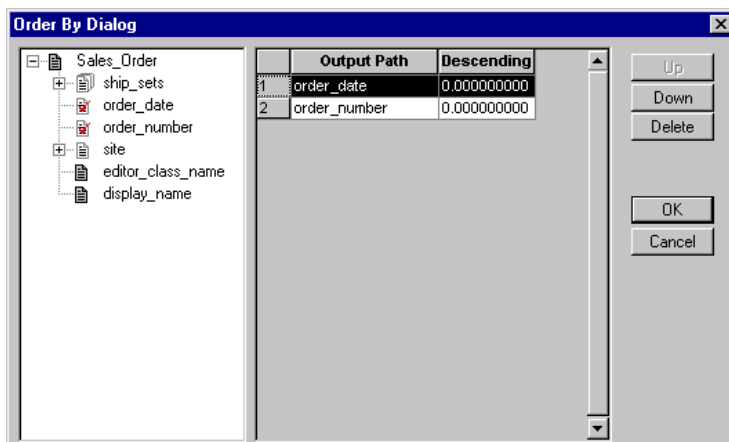 Order By Dialog
Sales_Order
ship_sets
order_date
order_number
site
editor_class_name
display_name
Output Path Descending
1 order_date 0.000000000
2 order_number 0.000000000
Up
Down
Delete
OK
Cancel